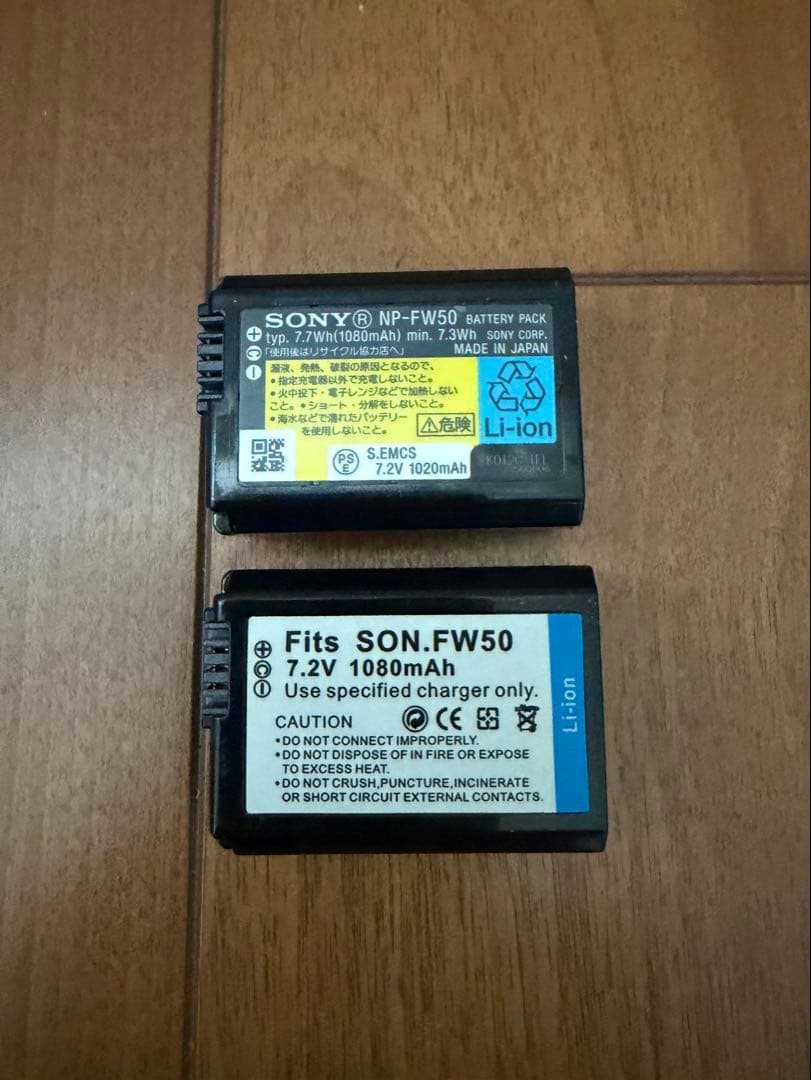 SONY® NP-FW50 BATTERY PACK
typ. 7.7Wh(1080mAh) min. 7.3Wh SONY CORP.
「使用後はリサイクル協力店へ」 MADE IN JAPAN
漏液、発熱、破裂の原因となるので、
・指定充電器以外で充電しないこと。
・火中投下・電子レンジなどで加熱しない
こと。・ショート・分解をしないこと。
・海水などで濡れたバッテリー
を使用しないこと。
⚠危険
Li-ion
PS
E
S.EMCS
7.2V 1020mAh
Fits SON.FW50
7.2V 1080mAh
Use specified charger only.
CAUTION
CE
•DO NOT CONNECT IMPROPERLY.
•DO NOT DISPOSE OF IN FIRE OR EXPOSE
TO EXCESS HEAT.
•DO NOT CRUSH,PUNCTURE,INCINERATE
OR SHORT CIRCUIT EXTERNAL CONTACTS.
Li-ion